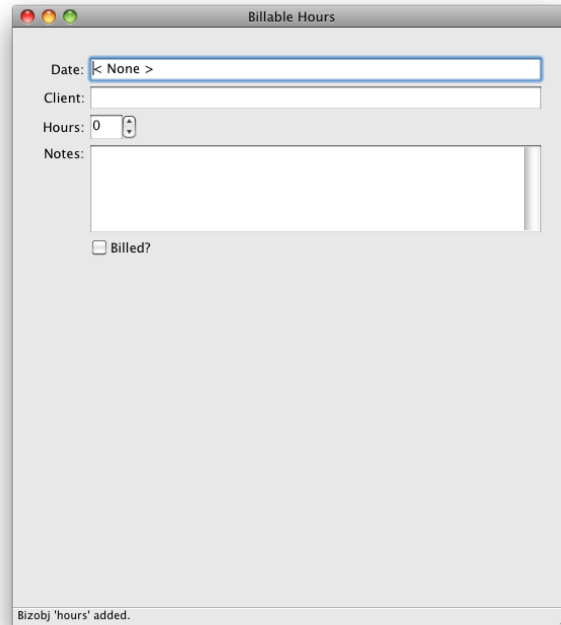 Billable Hours
Date: < None >
Client:
Hours: 0
Notes:
Billed?
Bizobj 'hours' added.